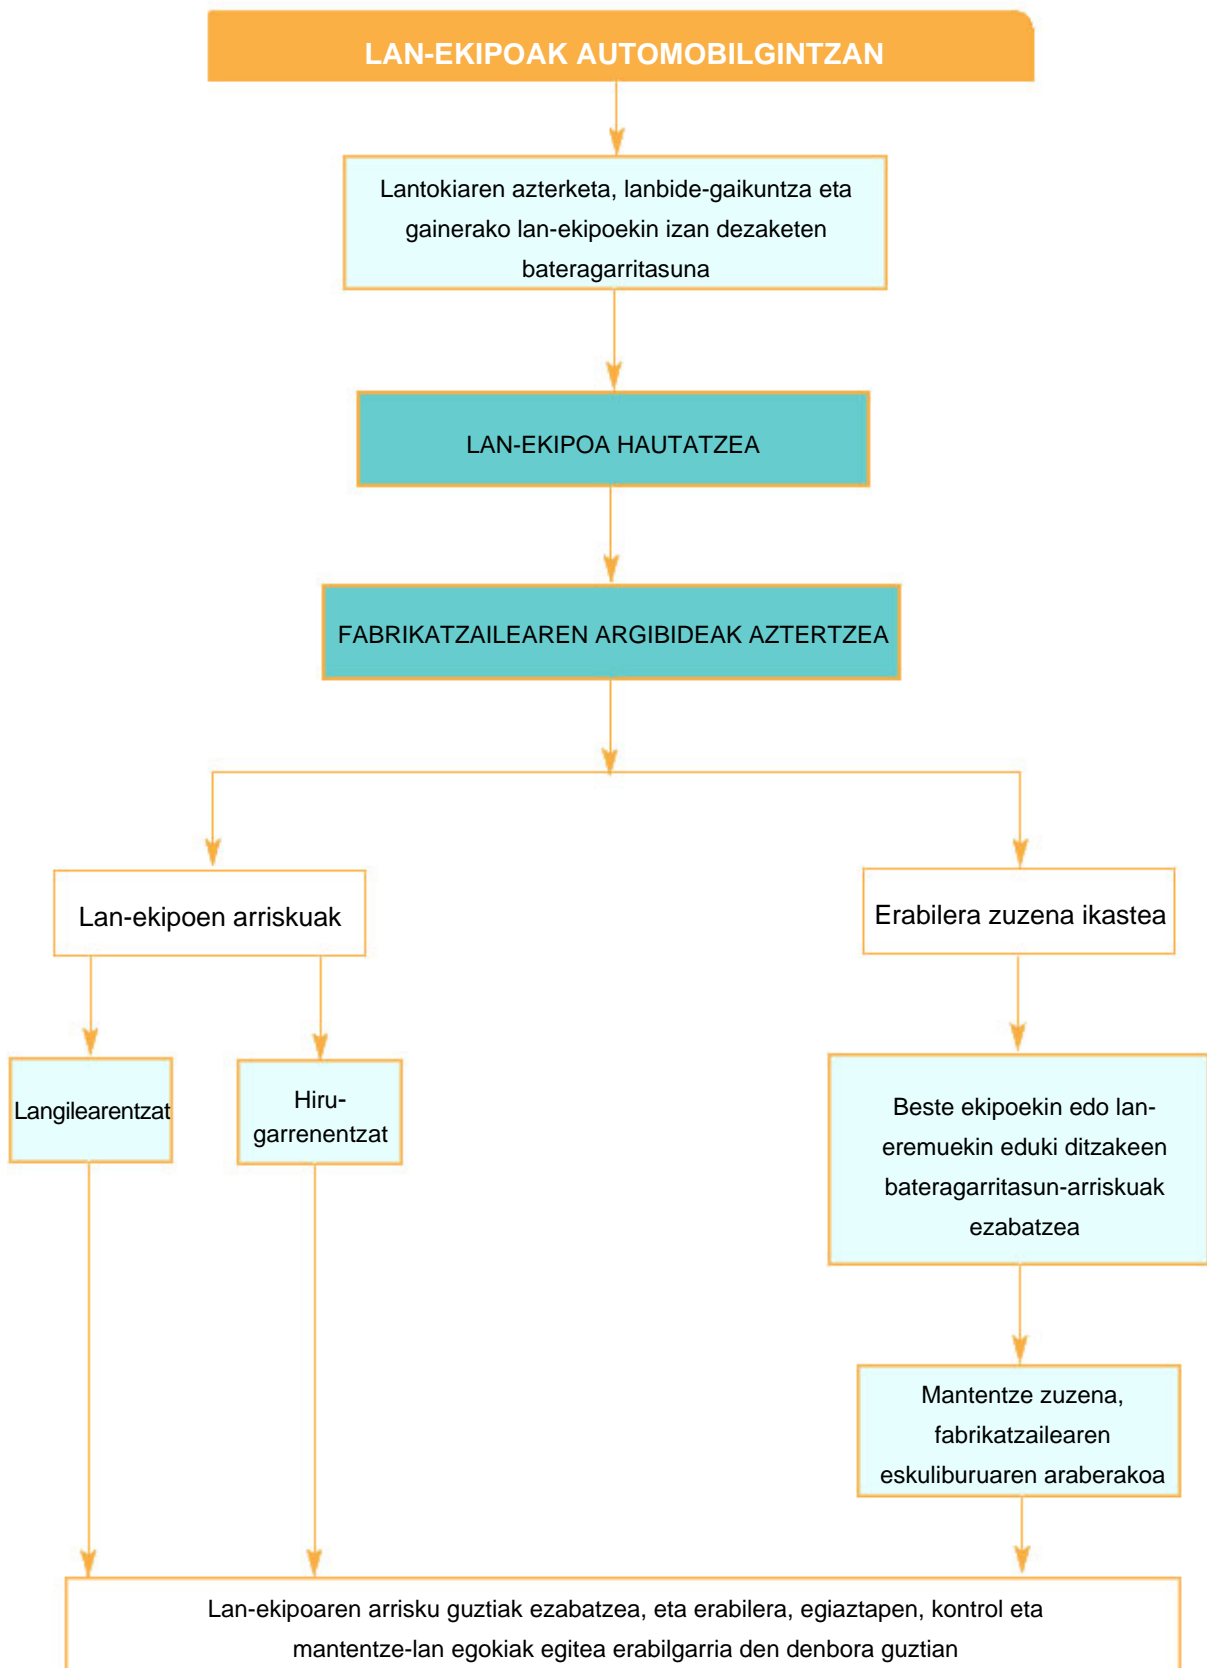 LAN-EKIPOAK AUTOMOBILGINTZAN
Lantokiaren azterketa, lanbide-gaikuntza eta
gainerako lan-ekipoekin izan dezaketen
bateragarritasuna
LAN-EKIPOA HAUTATZEA
FABRIKATZAILEAREN ARGIBIDEAK AZTERTZEA
Lan-ekipoen arriskuak
Erabilera zuzena ikastea
Langilearentzat
Hiru-
garrenentzat
Beste ekipoekin edo lan-
eremuekin eduki ditzakeen
bateragarritasun-arriskuak
ezabatzea
Mantentze zuzena,
fabrikatzailearen
eskuliburuaren araberakoa
Lan-ekipoaren arrisku guztiak ezabatzea, eta erabilera, egiaztapen, kontrol eta
mantentze-lan egokiak egitea erabilgarria den denbora guztian